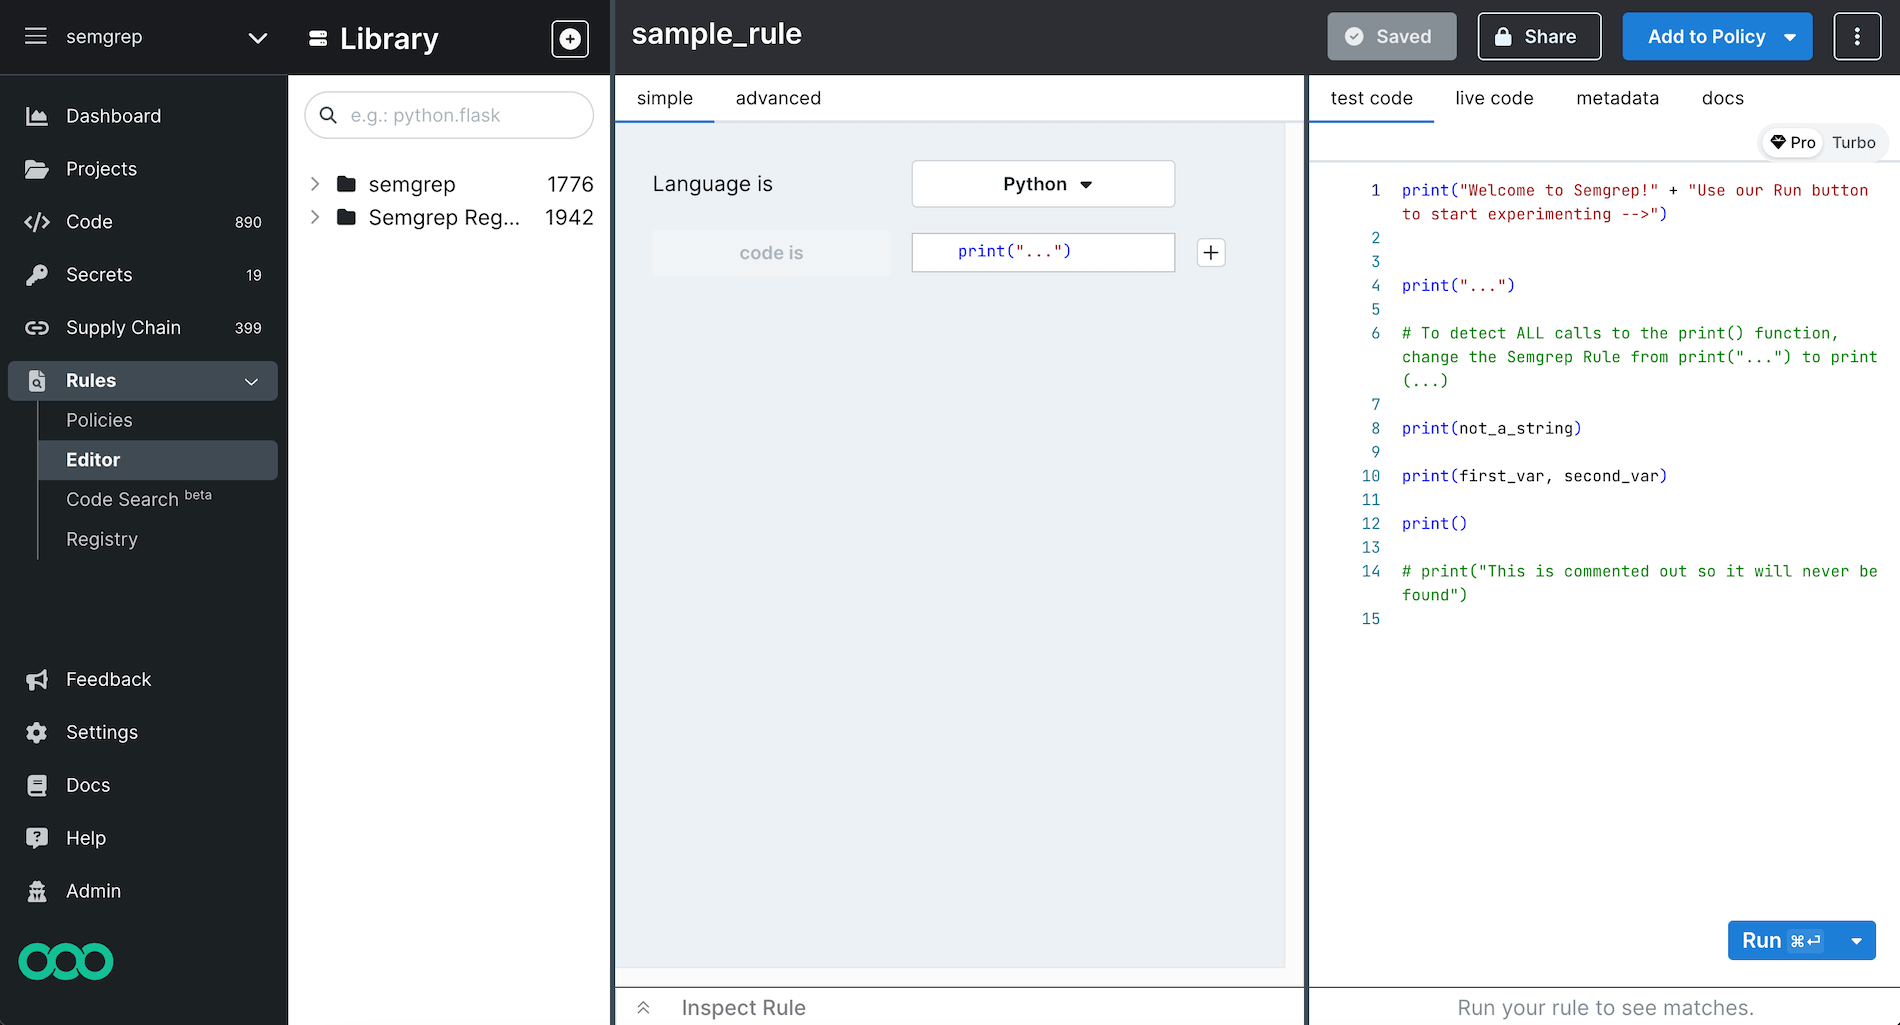 semgrep
Dashboard
Projects
Code 890
Secrets 19
Supply Chain 399
Rules
Policies
Editor
Code Search beta
Registry
Feedback
Settings
Docs
Help
Admin
Library
e.g.: python.flask
semgrep 1776
Semgrep Reg... 1942
sample_rule
Saved
Share
Add to Policy
simple advanced
Language is Python
code is print("...")
Inspect Rule
test code live code metadata docs
Pro Turbo
1 print("Welcome to Semgrep!" + "Use our Run button
to start experimenting -->")
2
3
4 print("...")
5
6 # To detect ALL calls to the print() function,
change the Semgrep Rule from print("...") to print
(...)
7
8 print(not_a_string)
9
10 print(first_var, second_var)
11
12 print()
13
14 # print("This is commented out so it will never be
found")
15
Run ⌘⏎
Run your rule to see matches.